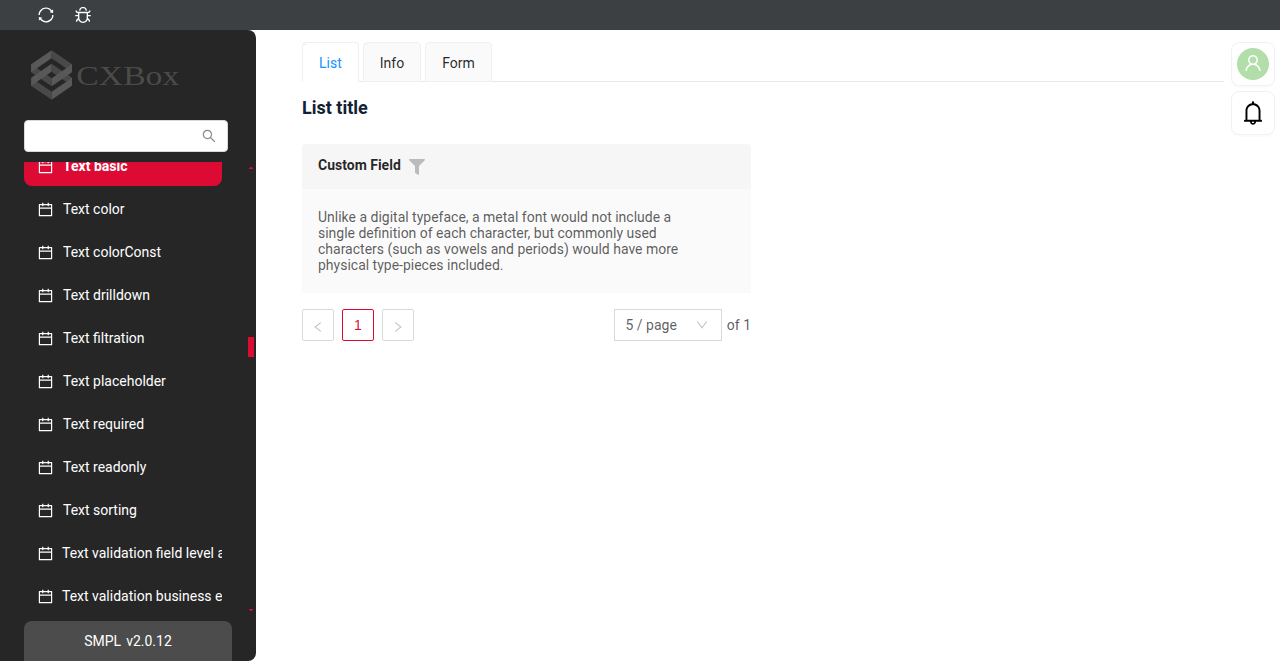 CXBox
Text basic
Text color
Text colorConst
Text drilldown
Text filtration
Text placeholder
Text required
Text readonly
Text sorting
Text validation field level
Text validation business e
SMPL v2.0.12
List
Info
Form
List title
Custom Field
Unlike a digital typeface, a metal font would not include a
single definition of each character, but commonly used
characters (such as vowels and periods) would have more
physical type-pieces included.
<
1
>
5 / page
of 1